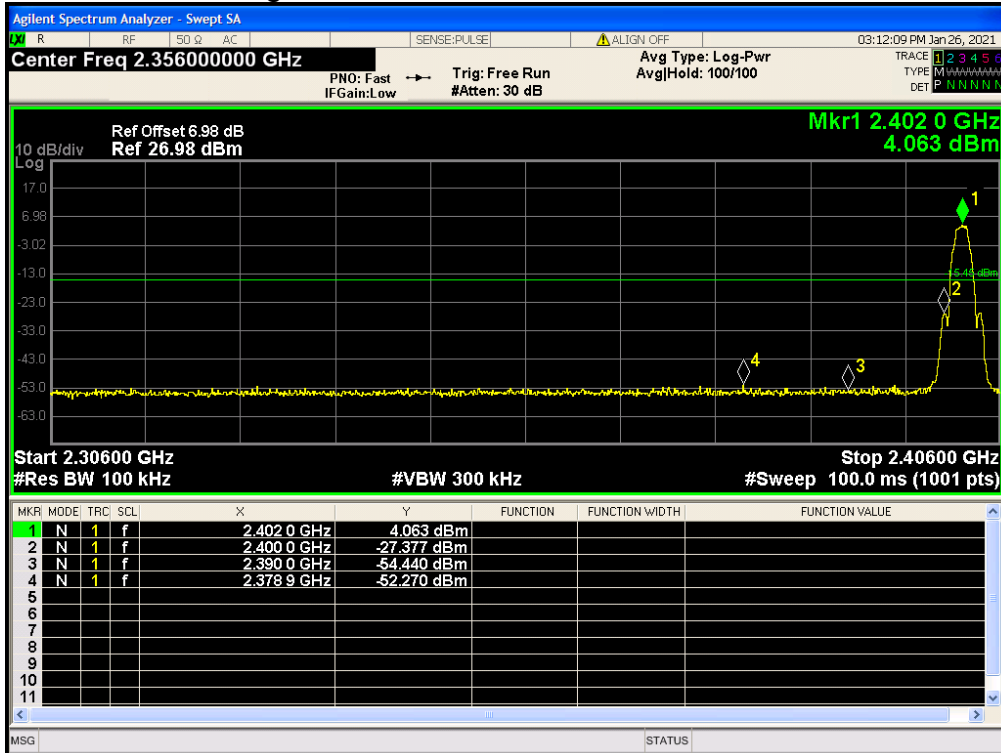 Agilent Spectrum Analyzer - Swept SA
LXI R RF 50 Ω AC SENSE:PULSE ALIGN OFF 03:12:09 PM Jan 26, 2021
Center Freq 2.356000000 GHz Avg Type: Log-Pwr TRACE 1 2 3 4 5 6
PNO: Fast Trig: Free Run Avg|Hold: 100/100 TYPE M
IFGain:Low #Atten: 30 dB DET P N N N N N
Mkr1 2.402 0 GHz
4.063 dBm
Ref Offset 6.98 dB
10 dB/div Ref 26.98 dBm
Log
17.0
6.98
-3.02
-13.0
-23.0
-33.0
-43.0
-53.0
-63.0
1
2
4
3
Start 2.30600 GHz Stop 2.40600 GHz
#Res BW 100 kHz #VBW 300 kHz #Sweep 100.0 ms (1001 pts)
MKR MODE TRC SCL X Y FUNCTION FUNCTION WIDTH FUNCTION VALUE
1 N 1 f 2.402 0 GHz 4.063 dBm
2 N 1 f 2.400 0 GHz -27.377 dBm
3 N 1 f 2.390 0 GHz -54.440 dBm
4 N 1 f 2.378 9 GHz -52.270 dBm
5
6
7
8
9
10
11
MSG STATUS